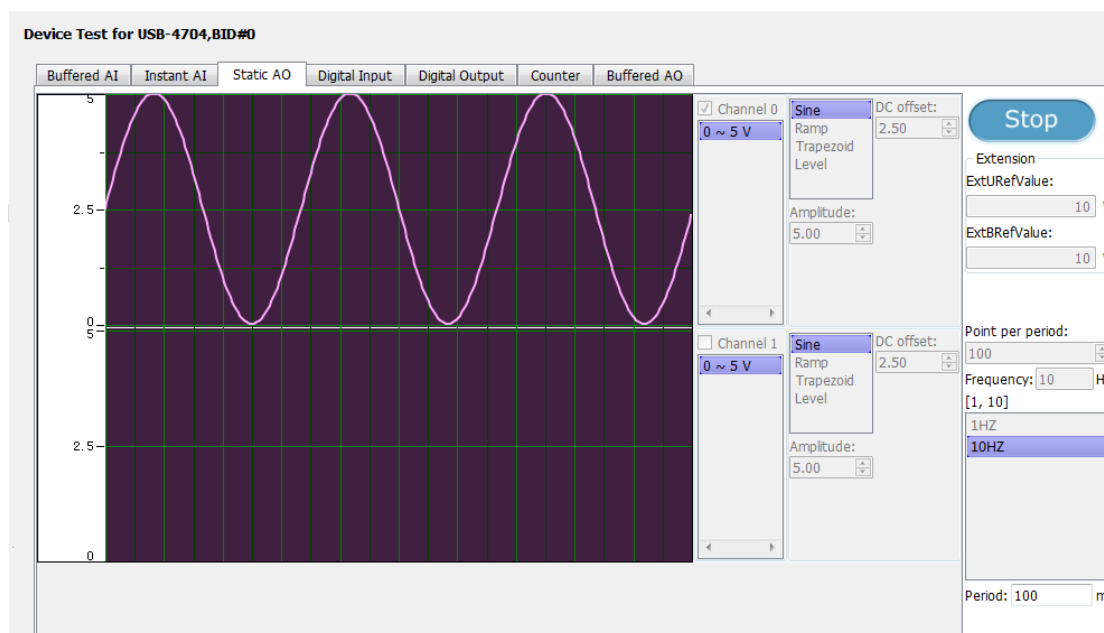 Device Test for USB-4704,BID#0
Buffered AI Instant AI Static AO Digital Input Digital Output Counter Buffered AO
5
2.5
0
Channel 0
0 ~ 5 V
Sine
Ramp
Trapezoid
Level
Amplitude:
5.00
DC offset:
2.50
5
2.5
0
Channel 1
0 ~ 5 V
Sine
Ramp
Trapezoid
Level
Amplitude:
5.00
DC offset:
2.50
Stop
Extension
ExtURefValue:
10
ExtBRefValue:
10
Point per period:
100
Frequency: 10 H
[1, 10]
1HZ
10HZ
Period: 100 m